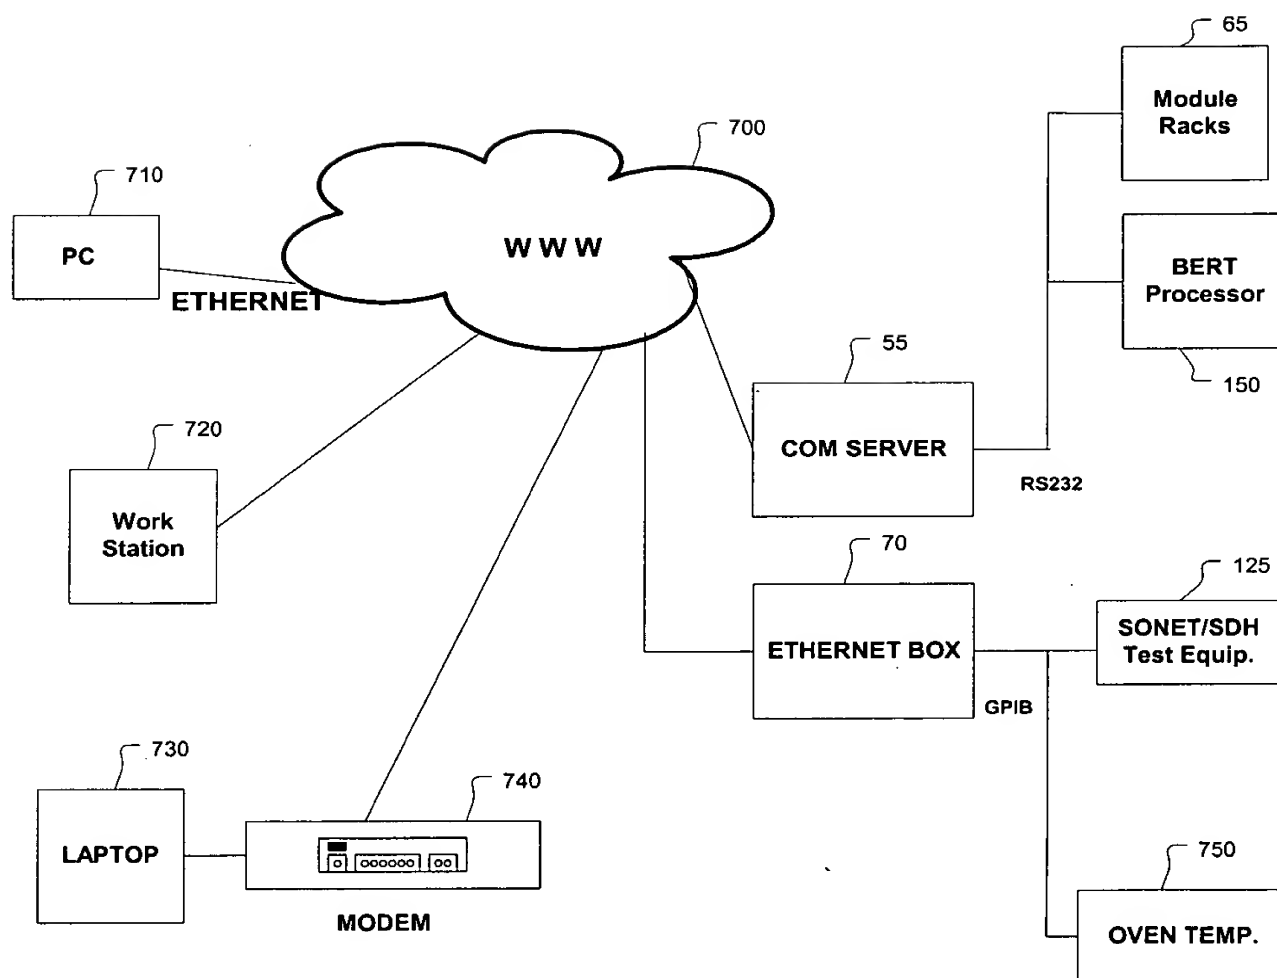 65
Module
Racks
700
710
PC
W W W
ETHERNET
BERT
Processor
55
150
720
COM SERVER
RS232
Work
Station
70
125
ETHERNET BOX
SONET/SDH
Test Equip.
GPIB
730
740
750
LAPTOP
MODEM
OVEN TEMP.